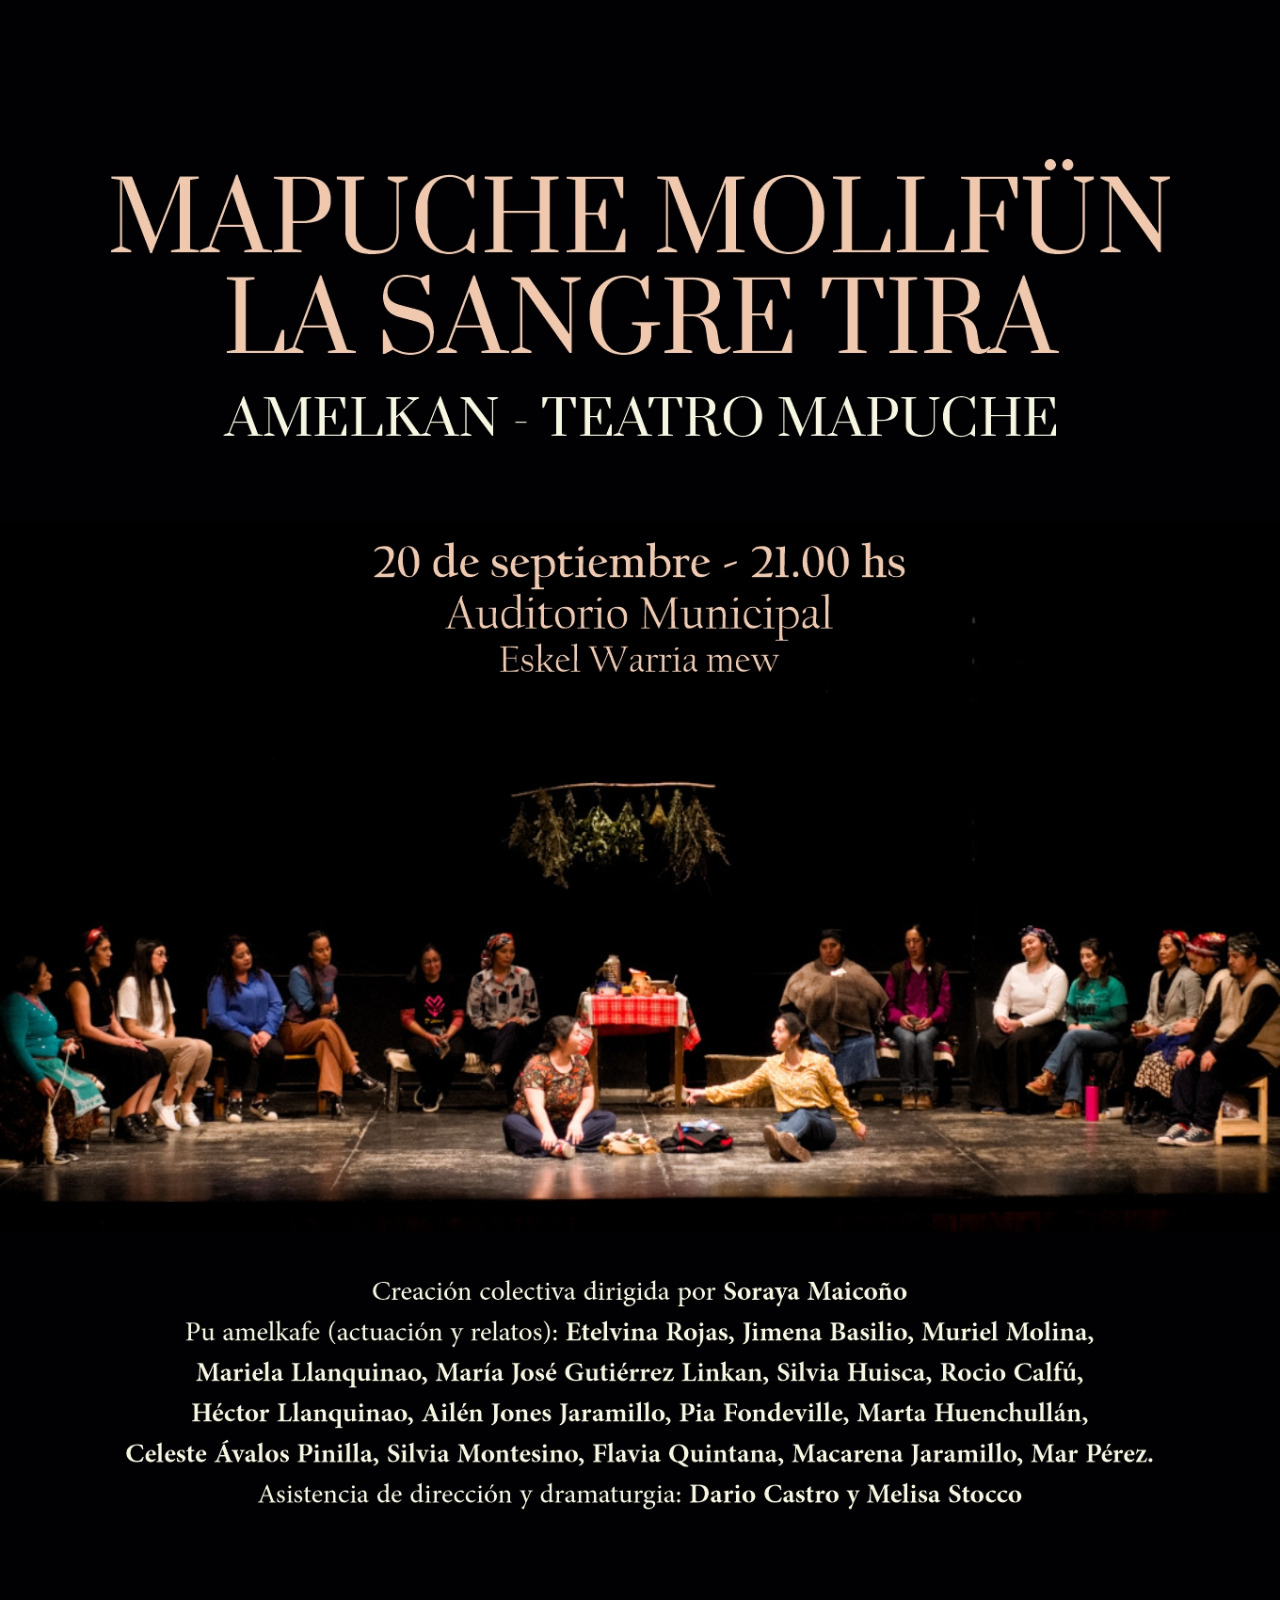 MAPUCHE MOLLFÜN
LA SANGRE TIRA
AMELKAN - TEATRO MAPUCHE
20 de septiembre - 21.00 hs
Auditorio Municipal
Eskel Warria mew
Creación colectiva dirigida por Soraya Maicoño
Pu amelkafe (actuación y relatos): Etelvina Rojas, Jimena Basilio, Muriel Molina,
Mariela Llanquinao, María José Gutiérrez Linkan, Silvia Huisca, Rocio Calfú,
Héctor Llanquinao, Ailén Jones Jaramillo, Pia Fondeville, Marta Huenchullán,
Celeste Ávalos Pinilla, Silvia Montesino, Flavia Quintana, Macarena Jaramillo, Mar Pérez.
Asistencia de dirección y dramaturgia: Dario Castro y Melisa Stocco